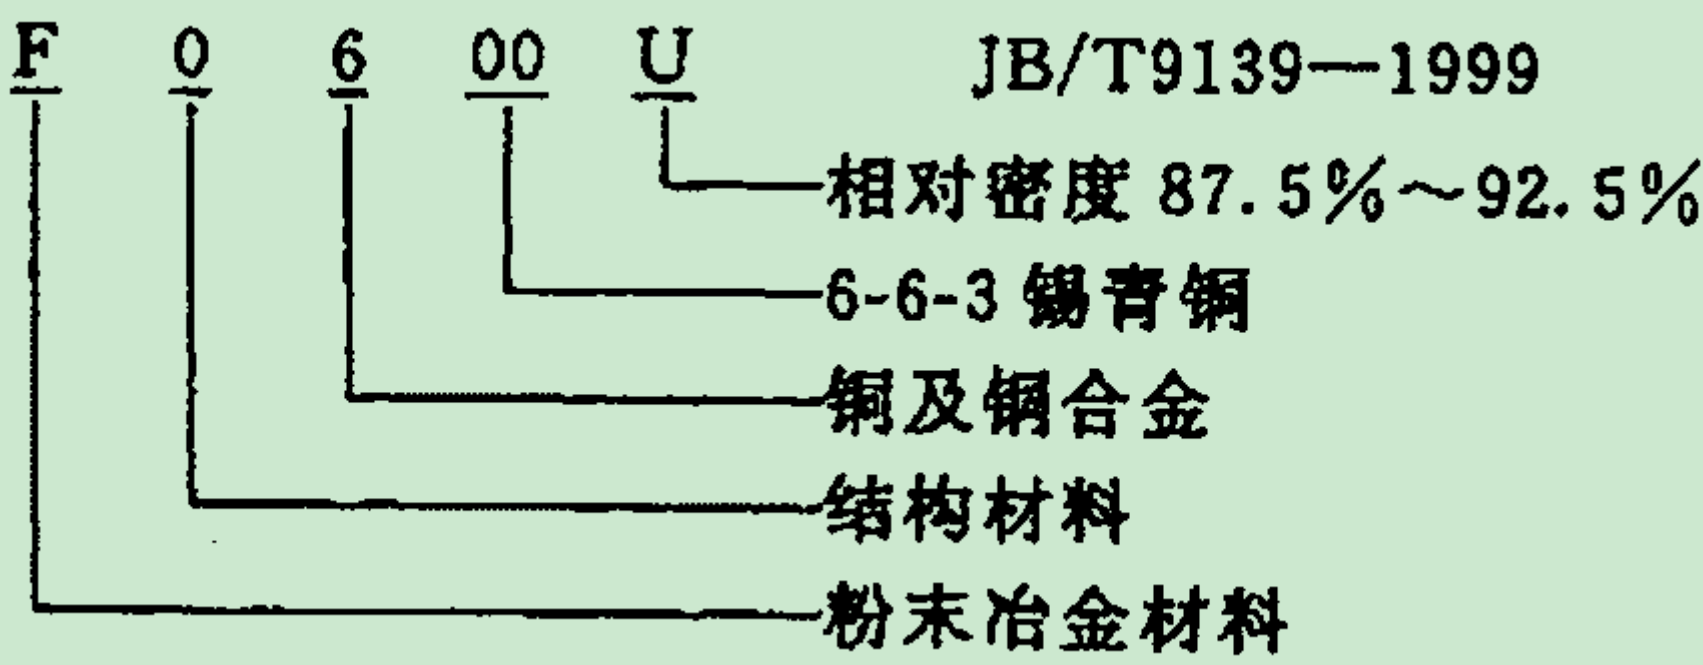 F 0 6 00 U JB/T9139—1999
相对密度 87.5%～92.5%
6-6-3 锡青铜
铜及铜合金
结构材料
粉末冶金材料